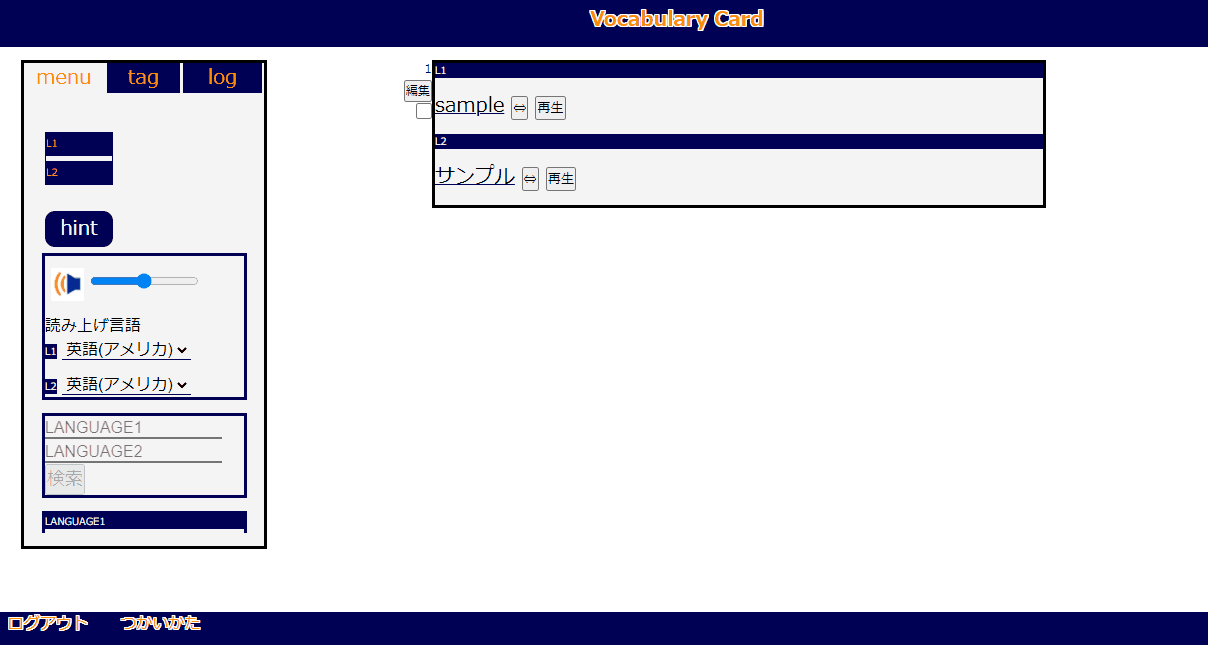 Vocabulary Card
menu tag log
L1
L2
hint
読み上げ言語
L1 英語(アメリカ)
L2 英語(アメリカ)
LANGUAGE1
LANGUAGE2
検索
LANGUAGE1
1
編集
L1
sample ⇔ 再生
L2
サンプル ⇔ 再生
ログアウト つかいかた